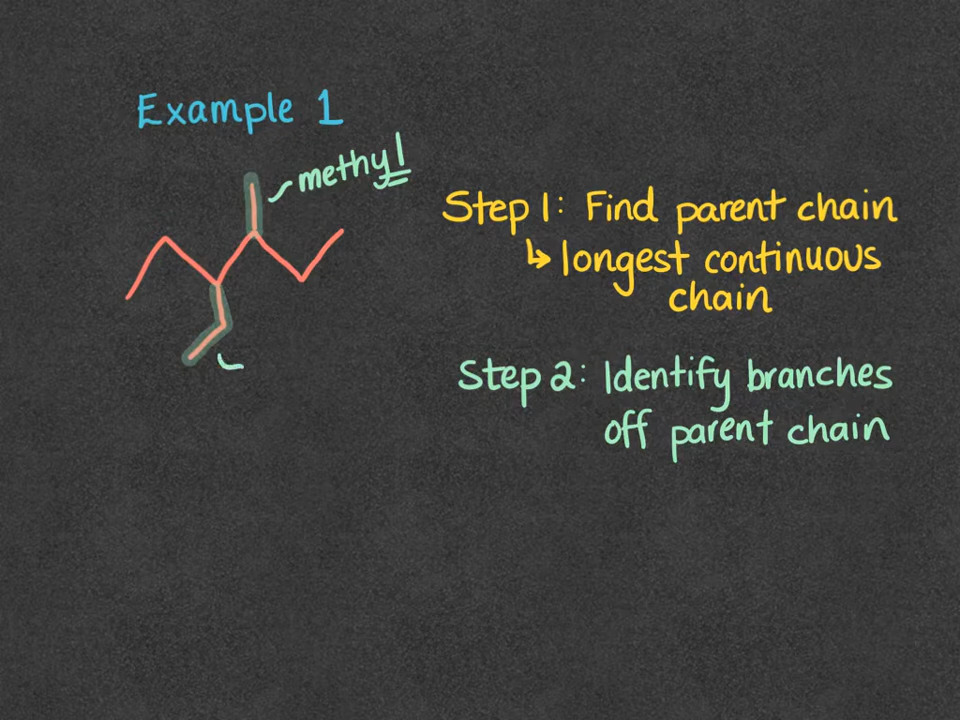 Example 1
methyl
Step 1: Find parent chain
↳ longest continuous
chain
Step 2: Identify branches
off parent chain